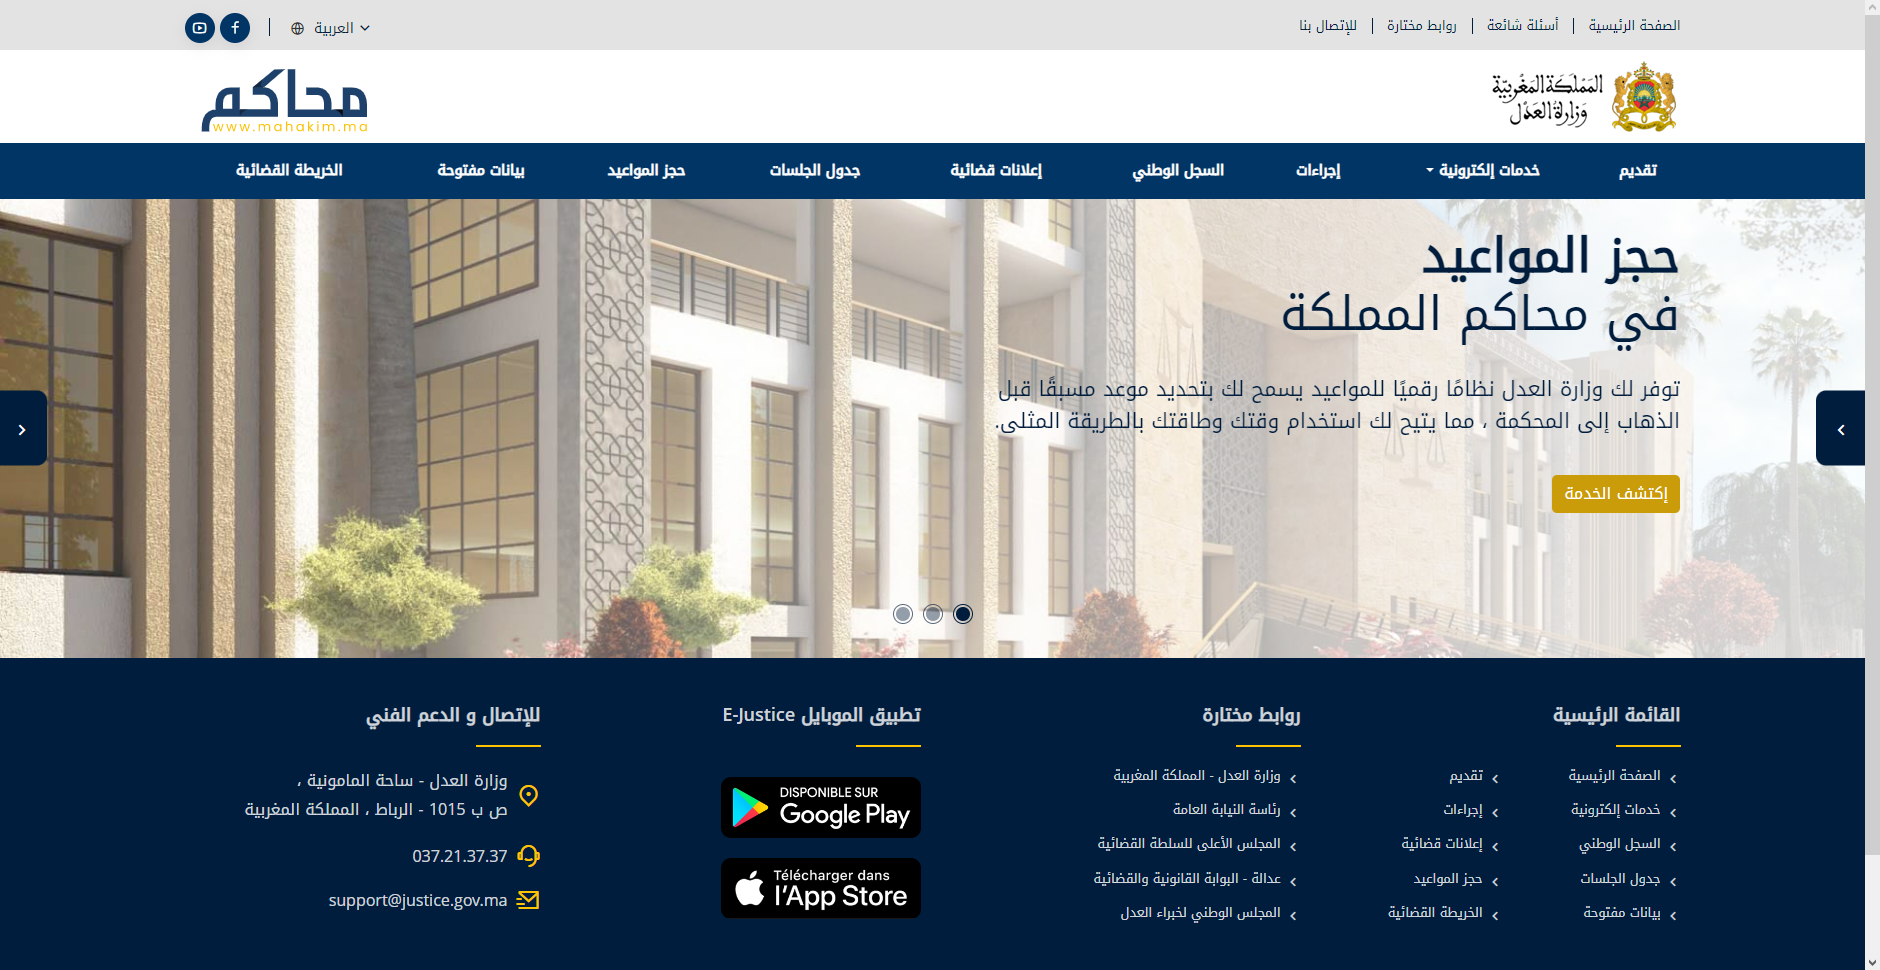 الصفحة الرئيسية
أسئلة شائعة
روابط مختارة
للإتصال بنا
العربية
المملكة المغربية
وزارة العدل
محاكم
www.mahakim.ma
تقديم
خدمات إلكترونية
إجراءات
السجل الوطني
إعلانات قضائية
جدول الجلسات
حجز المواعيد
بيانات مفتوحة
الخريطة القضائية
حجز المواعيد
في محاكم المملكة
توفر لك وزارة العدل نظامًا رقميًا للمواعيد يسمح لك بتحديد موعد مسبقًا قبل
الذهاب إلى المحكمة ، مما يتيح لك استخدام وقتك وطاقتك بالطريقة المثلى.
إكتشف الخدمة
القائمة الرئيسية
الصفحة الرئيسية
تقديم
خدمات إلكترونية
إجراءات
السجل الوطني
إعلانات قضائية
جدول الجلسات
حجز المواعيد
بيانات مفتوحة
الخريطة القضائية
روابط مختارة
وزارة العدل - المملكة المغربية
رئاسة النيابة العامة
المجلس الأعلى للسلطة القضائية
عدالة - البوابة القانونية والقضائية
المجلس الوطني لخبراء العدل
تطبيق الموبايل E-Justice
DISPONIBLE SUR
Google Play
Télécharger dans
l'App Store
للإتصال و الدعم الفني
وزارة العدل - ساحة المامونية ،
ص ب 1015 - الرباط ، المملكة المغربية
037.21.37.37
support@justice.gov.ma